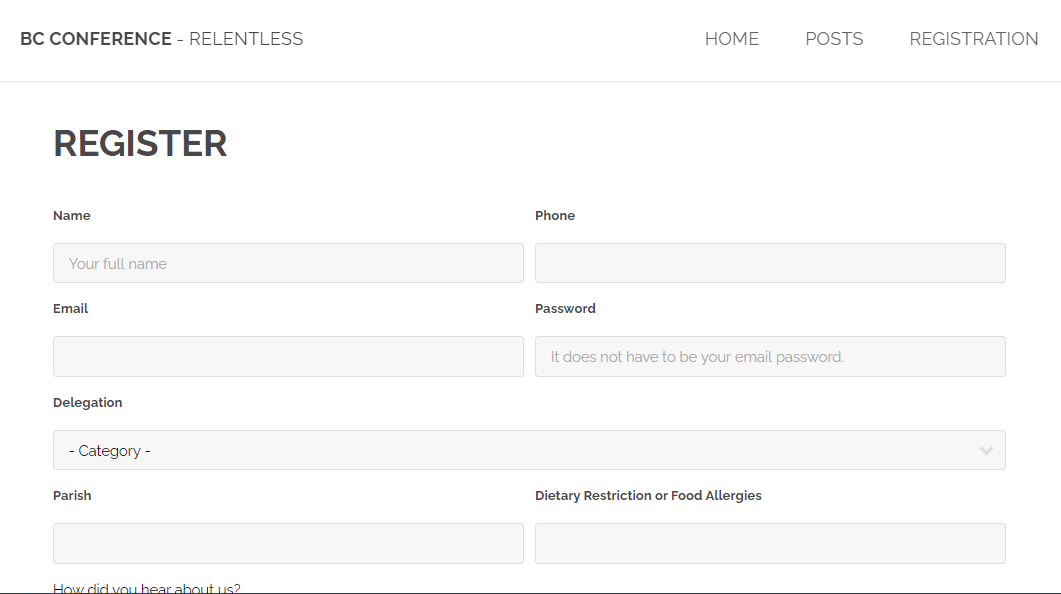 BC CONFERENCE - RELENTLESS
HOME POSTS REGISTRATION
REGISTER
Name Phone
Your full name
Email Password
It does not have to be your email password.
Delegation
- Category -
Parish Dietary Restriction or Food Allergies
How did you hear about us?